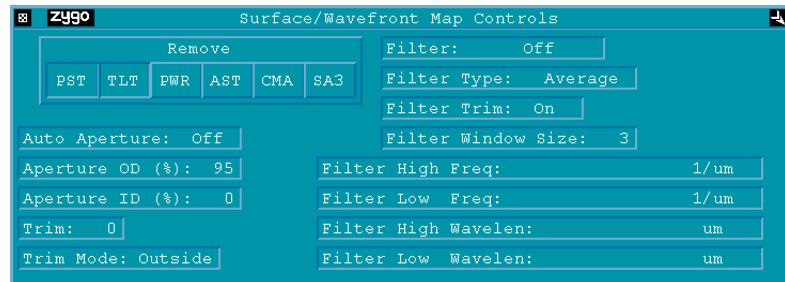 zygo Surface/Wavefront Map Controls
Remove
PST TLT PWR AST CMA SA3
Filter: Off
Filter Type: Average
Filter Trim: On
Auto Aperture: Off
Filter Window Size: 3
Aperture OD (%): 95
Filter High Freq: 1/um
Aperture ID (%): 0
Filter Low Freq: 1/um
Trim: 0
Filter High Wavelen: um
Trim Mode: Outside
Filter Low Wavelen: um